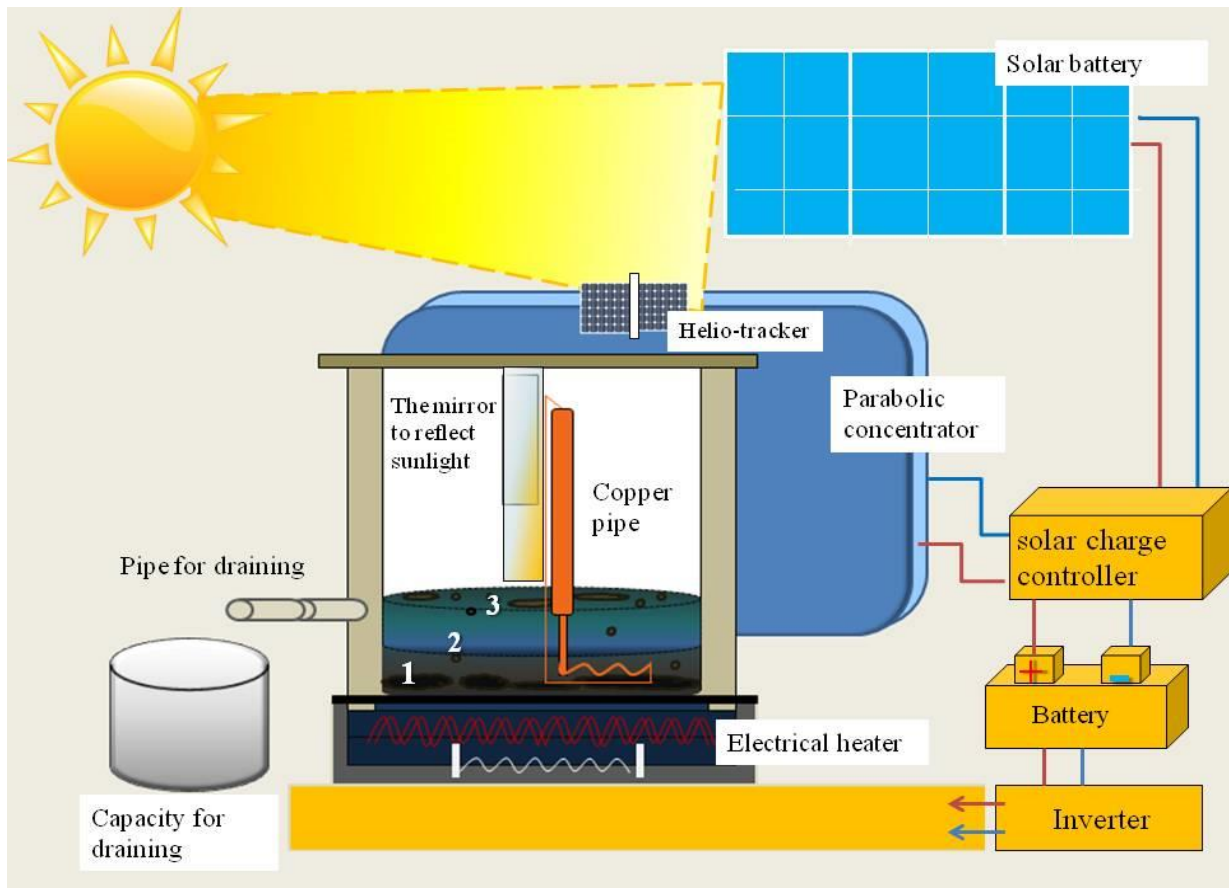 Solar battery
Helio-tracker
The mirror
to reflect
sunlight
Parabolic
concentrator
Copper
pipe
solar charge
controller
Pipe for draining
3
2
1
+
-
Battery
Electrical heater
Capacity for
draining
Inverter